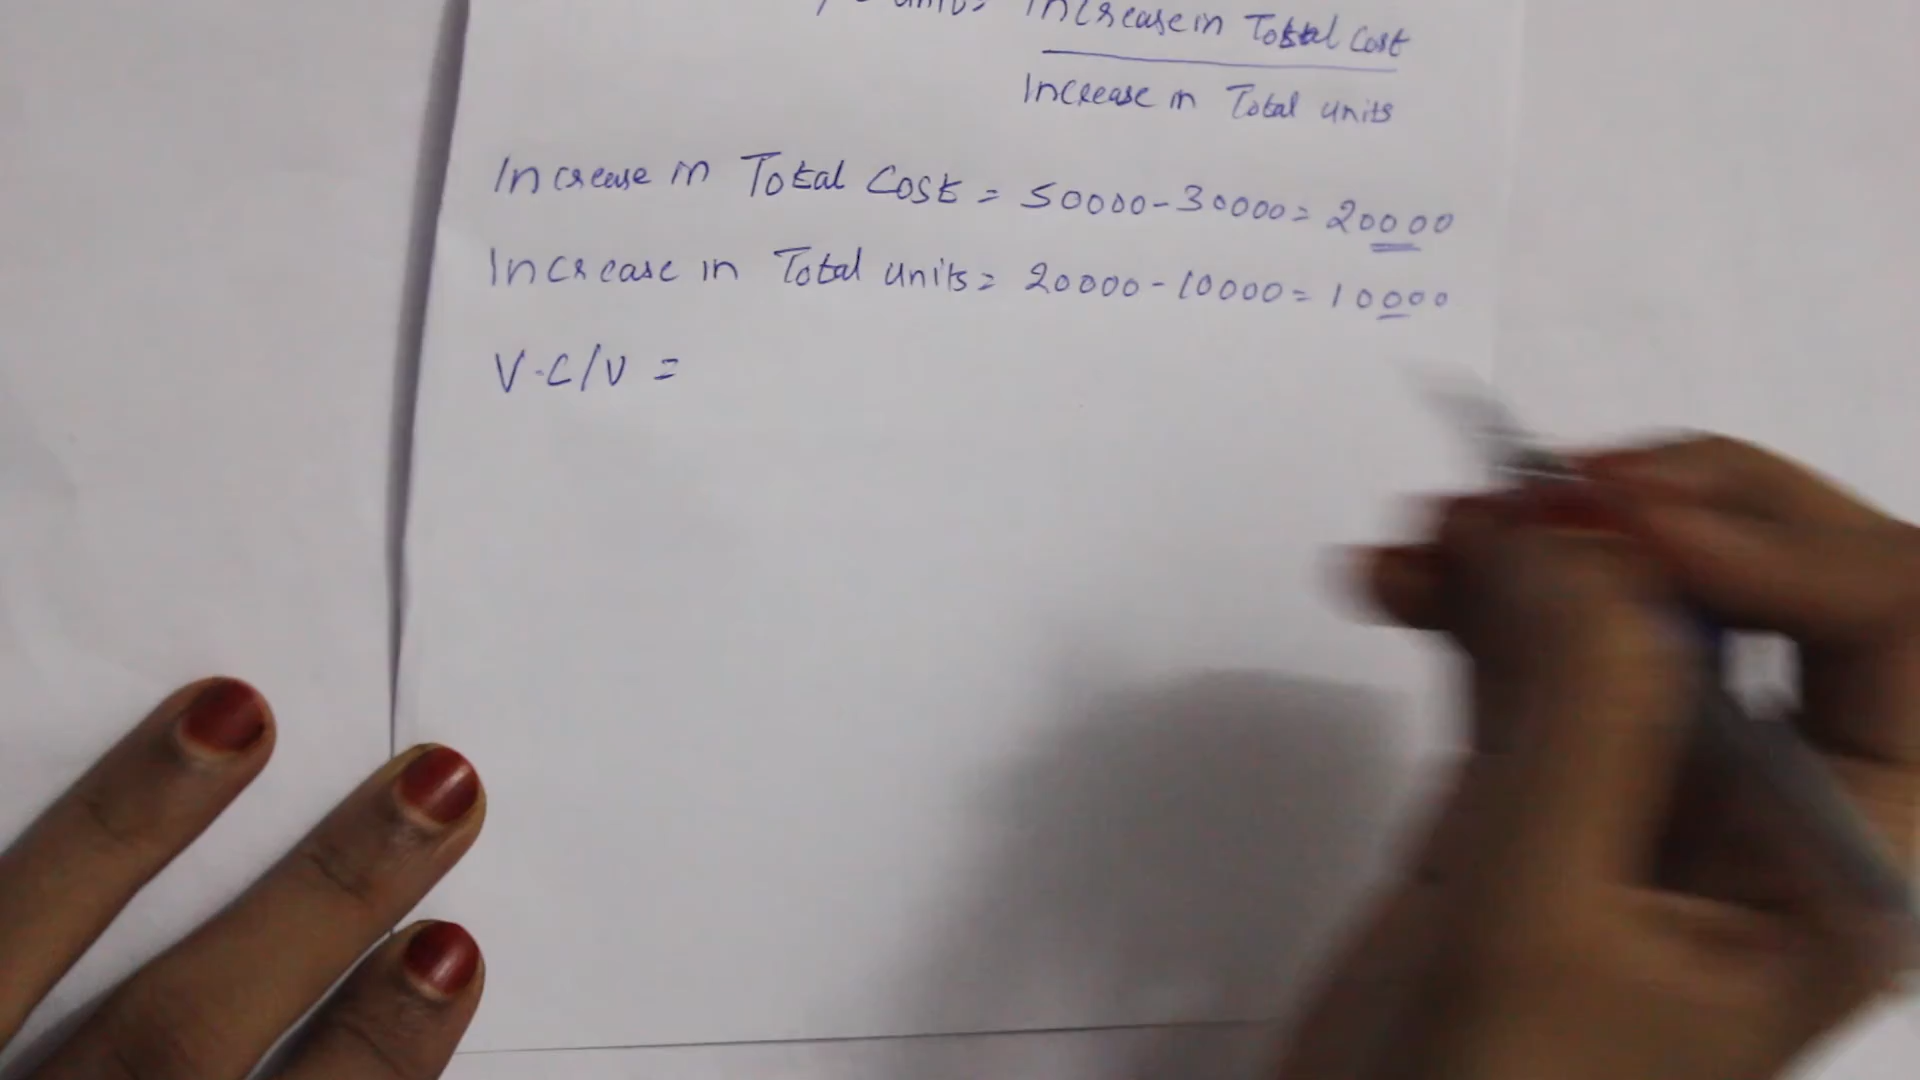 Increase in Total Cost
Increase in Total units
Increase in Total Cost = 50000-30000= 20000
Increase in Total units= 20000-10000=10000
V.C/U =